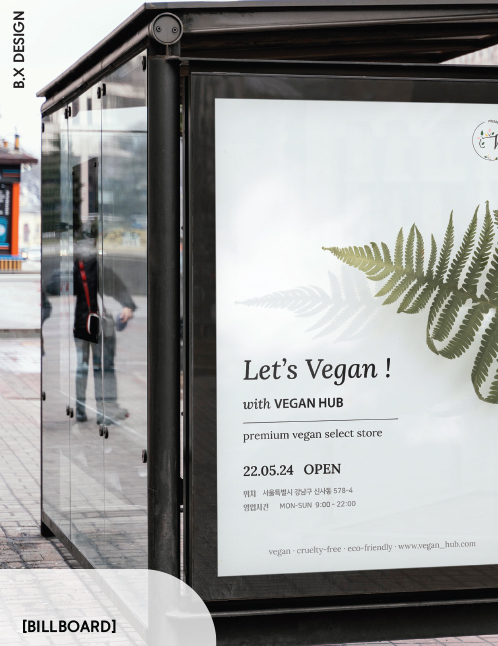 B.X DESIGN
Let's Vegan !
with VEGAN HUB
premium vegan select store
22.05.24 OPEN
위치 서울특별시 강남구 신사동 578-4
영업시간 MON-SUN 9:00 - 22:00
vegan · cruelty-free · eco-friendly · www.vegan_hub.com
[BILLBOARD]